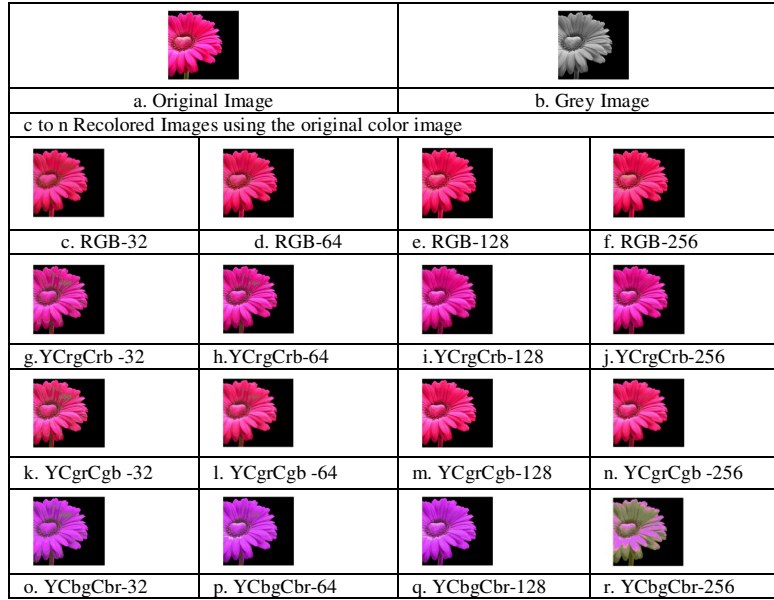 a. Original Image b. Grey Image
c to n Recolored Images using the original color image
c. RGB-32 d. RGB-64 e. RGB-128 f. RGB-256
g.YCrgCrb -32 h.YCrgCrb-64 i.YCrgCrb-128 j.YCrgCrb-256
k. YCgrCgb -32 l. YCgrCgb -64 m. YCgrCgb-128 n. YCgrCgb -256
o. YCbgCbr-32 p. YCbgCbr-64 q. YCbgCbr-128 r. YCbgCbr-256